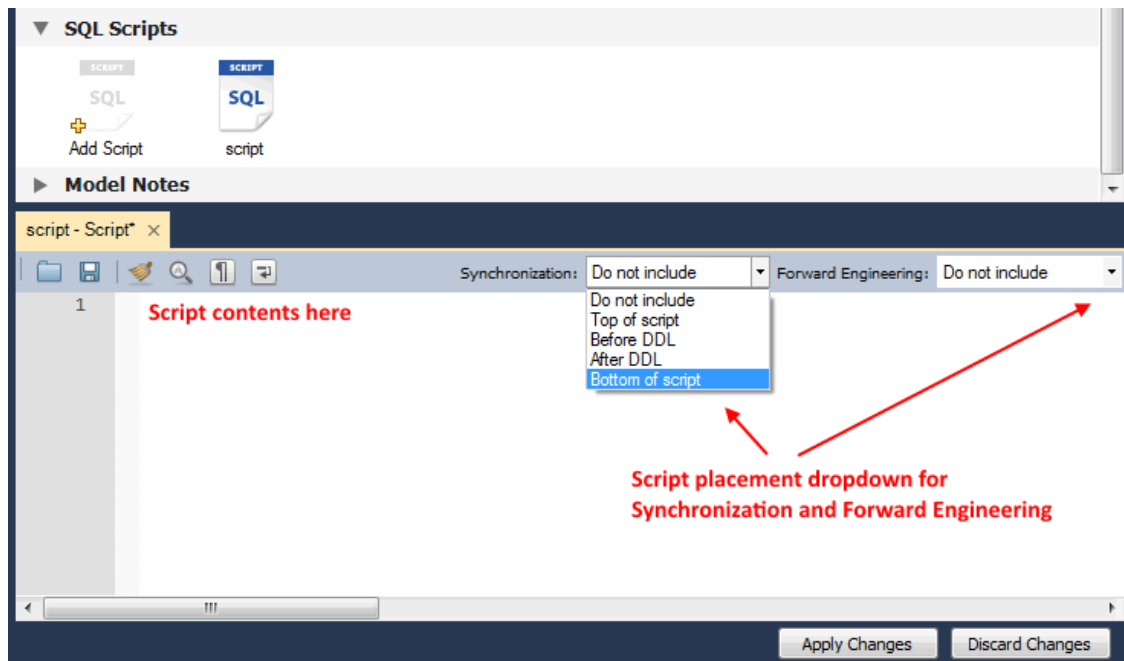 SQL Scripts
SCRIPT SCRIPT
SQL SQL
Add Script script
Model Notes
script - Script*
Synchronization: Do not include Forward Engineering: Do not include
1 Script contents here
Do not include
Top of script
Before DDL
After DDL
Bottom of script
Script placement dropdown for
Synchronization and Forward Engineering
Apply Changes Discard Changes